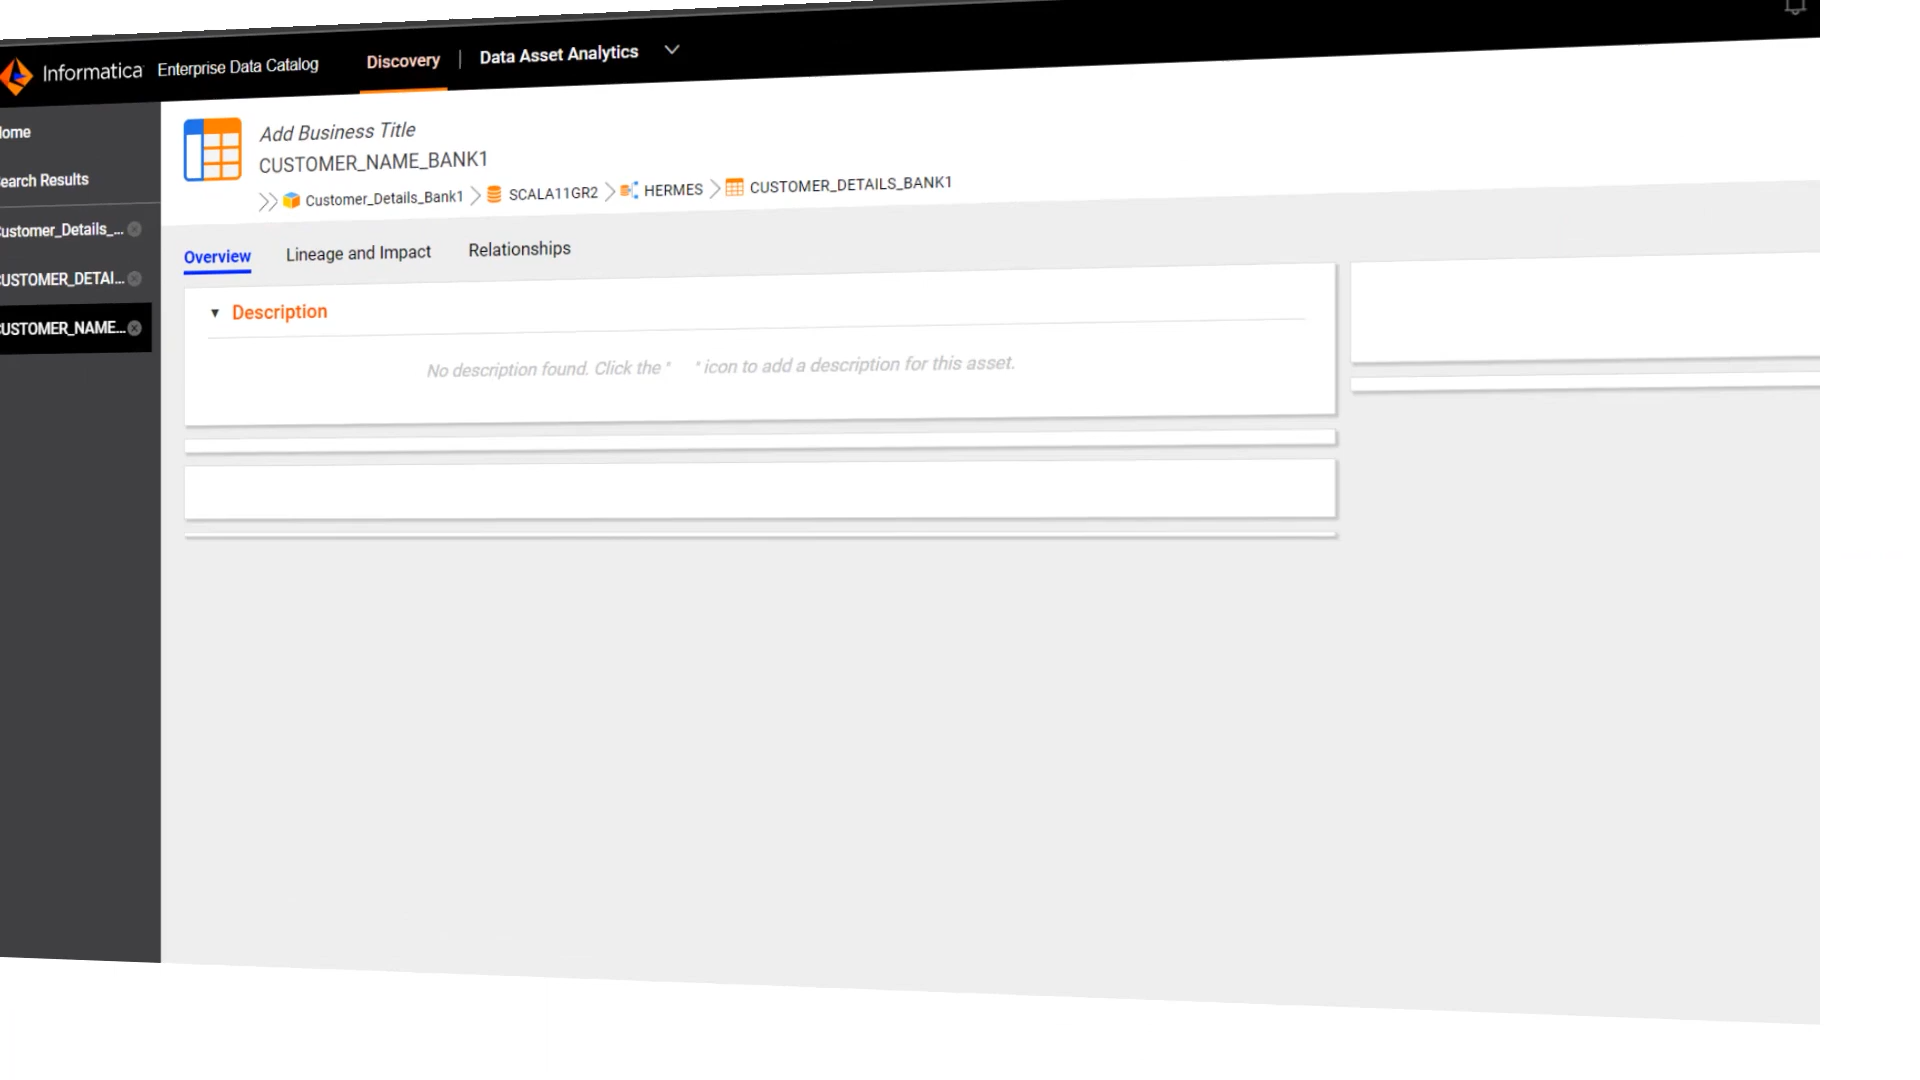 Informatica Enterprise Data Catalog Discovery | Data Asset Analytics
Add Business Title
CUSTOMER_NAME_BANK1
Customer_Details_Bank1 SCALA11GR2 HERMES CUSTOMER_DETAILS_BANK1
ome
earch Results
ustomer_Details_...
USTOMER_DETAI...
USTOMER_NAME...
Overview Lineage and Impact Relationships
Description
No description found. Click the " " icon to add a description for this asset.